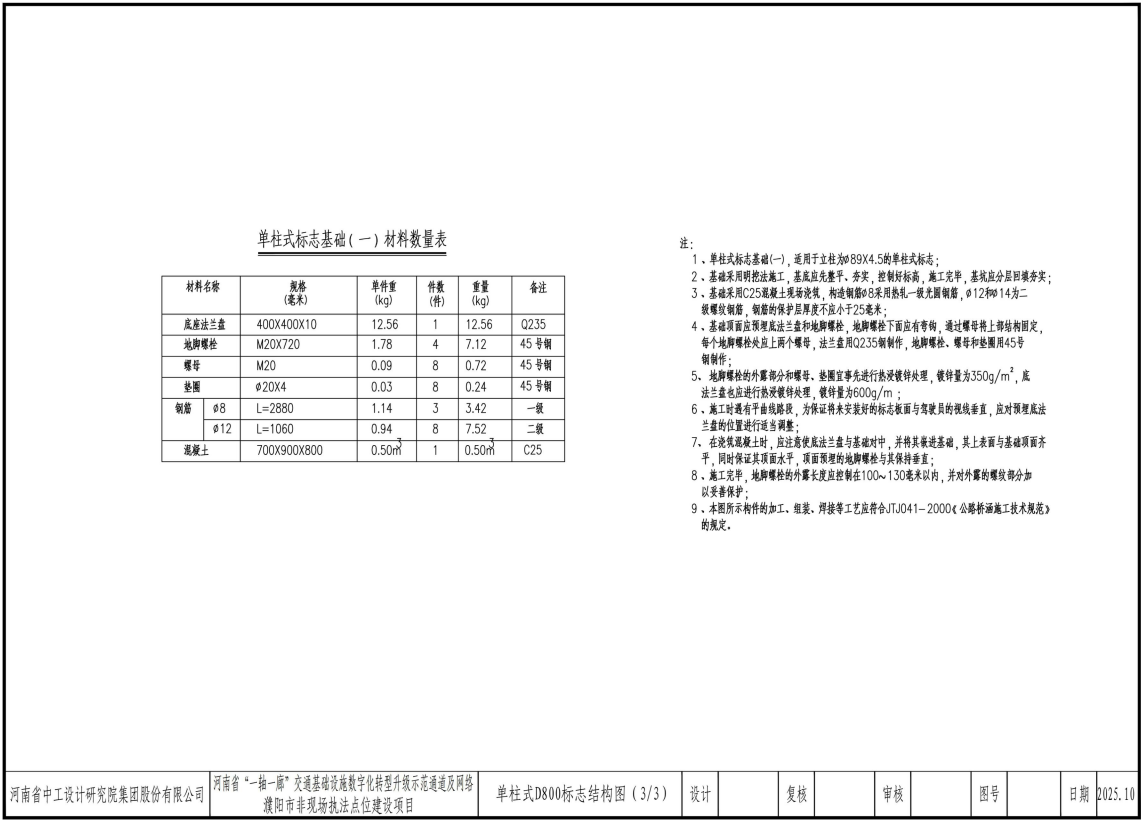 单柱式标志基础(一)材料数量表
材料名称 规格(毫米) 单件重(kg) 件数(件) 重量(kg) 备注
底座法兰盘 400X400X10 12.56 1 12.56 Q235
地脚螺栓 M20X720 1.78 4 7.12 45号钢
螺母 M20 0.09 8 0.72 45号钢
垫圈 ø20X4 0.03 8 0.24 45号钢
钢筋 ø8 L=2880 1.14 3 3.42 一级
ø12 L=1060 0.94 8 7.52 二级
混凝土 700X900X800 0.50m³ 1 0.50m³ C25
注:
1、单柱式标志基础(一),适用于立柱为ø89X4.5的单柱式标志;
2、基础采用明挖法施工,基底应先整平、夯实,控制好标高,施工完毕,基坑应分层回填夯实;
3、基础采用C25混凝土现场浇筑,构造钢筋ø8采用热轧一级光圆钢筋,ø12和ø14为二
级螺纹钢筋,钢筋的保护层厚度不应小于25毫米;
4、基础顶面应预埋底法兰盘和地脚螺栓,地脚螺栓下面应有弯钩,通过螺母将上部结构固定,
每个地脚螺栓处应上两个螺母,法兰盘用Q235钢制作,地脚螺栓、螺母和垫圈用45号
钢制作;
5、地脚螺栓的外露部分和螺母、垫圈宜事先进行热浸镀锌处理,镀锌量为350g/m²,底
法兰盘也应进行热浸镀锌处理,镀锌量为600g/m ;
6、施工时遇有平曲线路段,为保证将来安装好的标志板面与驾驶员的视线垂直,应对预埋底法
兰盘的位置进行适当调整;
7、在浇筑混凝土时,应注意使底法兰盘与基础对中,并将其嵌进基础,其上表面与基础顶面齐
平,同时保证其顶面水平,顶面预埋的地脚螺栓与其保持垂直;
8、施工完毕,地脚螺栓的外露长度应控制在100~130毫米以内,并对外露的螺纹部分加
以妥善保护;
9、本图所示构件的加工、组装、焊接等工艺应符合JTJ041-2000《公路桥涵施工技术规范》
的规定。
河南省中工设计研究院集团股份有限公司
河南省“一轴一廊”交通基础设施数字化转型升级示范通道及网络
濮阳市非现场执法点位建设项目
单柱式D800标志结构图(3/3) 设计 复核 审核 图号 日期 2025.10